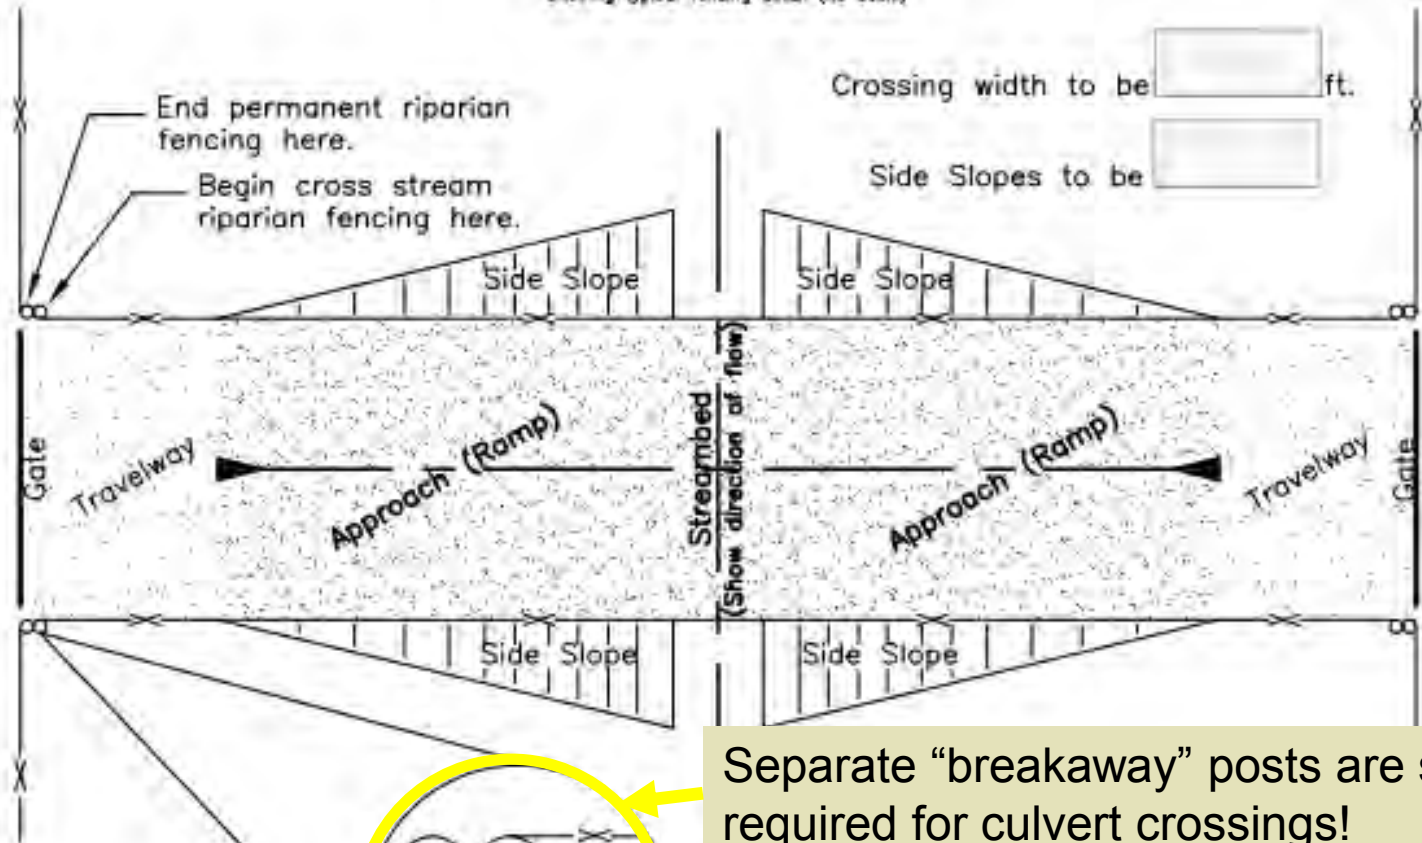 Crossing width to be ft.
Side Slopes to be
End permanent riparian
fencing here.
Begin cross stream
riparian fencing here.
Side Slope
Side Slope
Gate
Travelway
Approach (Ramp)
Streambed
(Show direction of flow)
Approach (Ramp)
Travelway
Gate
Side Slope
Side Slope
Separate “breakaway” posts are
required for culvert crossings!